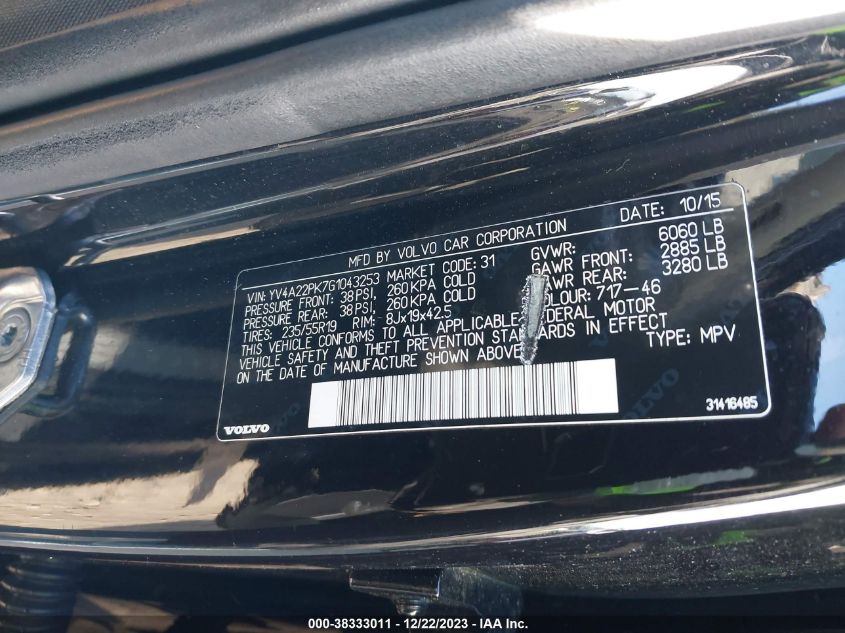 MFD BY VOLVO CAR CORPORATION DATE: 10/15
VIN: YV4A22PK7G1043253 MARKET CODE: 31 GVWR: 6060 LB
PRESSURE FRONT: 38 PSI, 260 KPA COLD GAWR FRONT: 2885 LB
PRESSURE REAR: 38 PSI, 260 KPA COLD GAWR REAR: 3280 LB
TIRES: 235/55R19 RIM: 8Jx19x42.5 COLOUR: 717-46
THIS VEHICLE CONFORMS TO ALL APPLICABLE FEDERAL MOTOR
VEHICLE SAFETY AND THEFT PREVENTION STANDARDS IN EFFECT
ON THE DATE OF MANUFACTURE SHOWN ABOVE TYPE: MPV
VOLVO 31416485
000-38333011 - 12/22/2023 - IAA Inc.